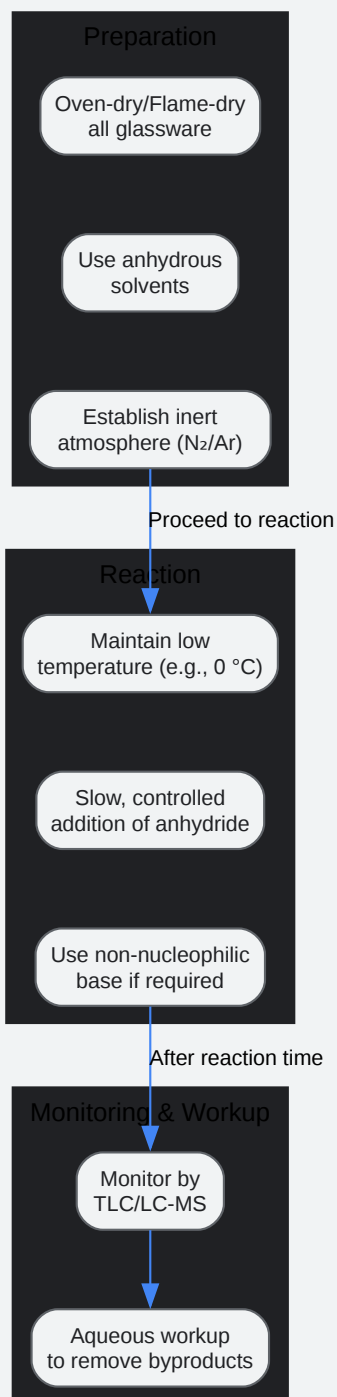 Preparation
Oven-dry/Flame-dry
all glassware
Use anhydrous
solvents
Establish inert
atmosphere (N₂/Ar)
Proceed to reaction
Reaction
Maintain low
temperature (e.g., 0 °C)
Slow, controlled
addition of anhydride
Use non-nucleophilic
base if required
After reaction time
Monitoring & Workup
Monitor by
TLC/LC-MS
Aqueous workup
to remove byproducts